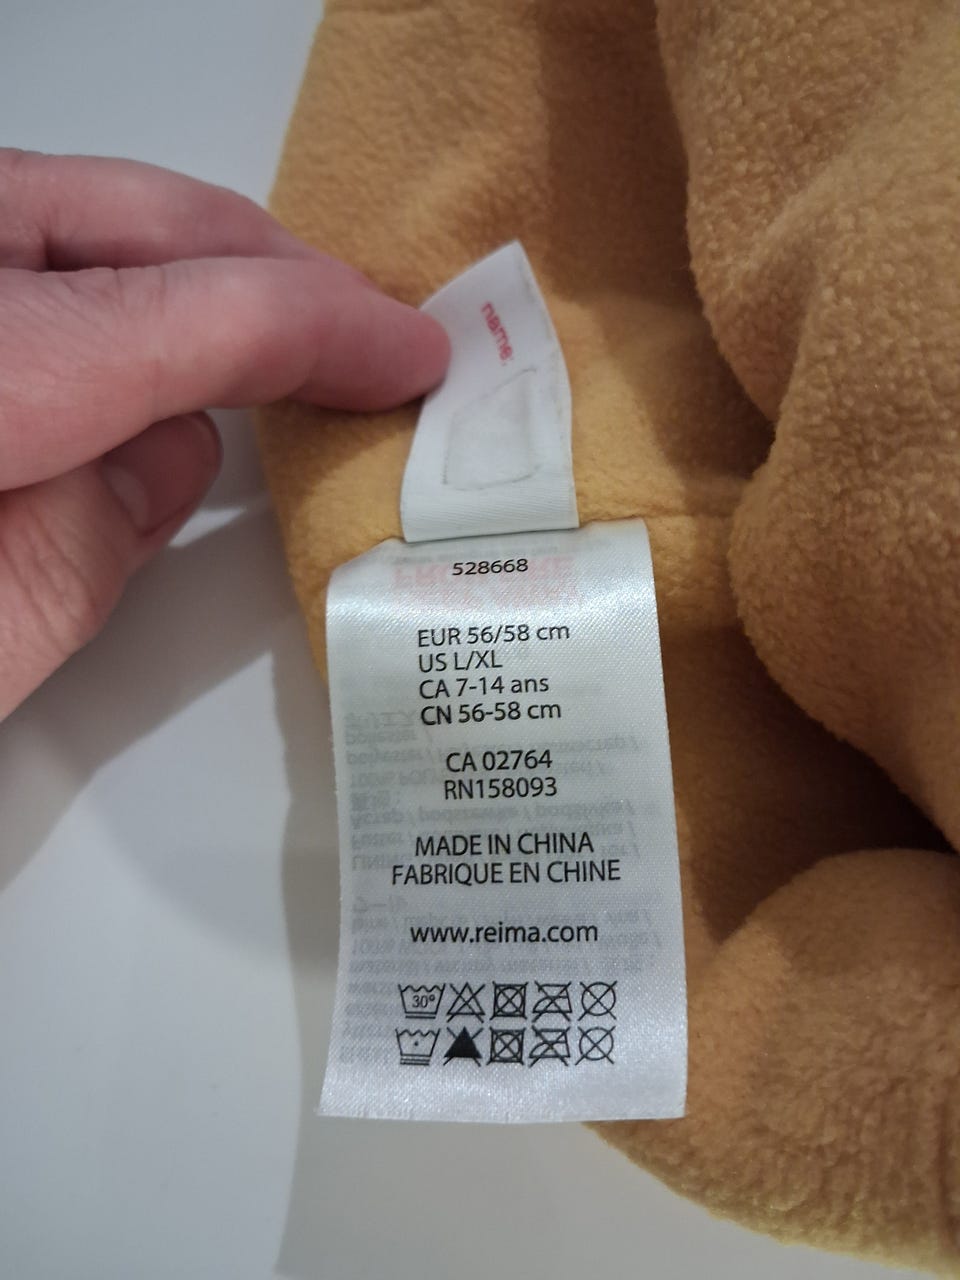 name:
528668
EUR 56/58 cm
US L/XL
CA 7-14 ans
CN 56-58 cm
CA 02764
RN158093
MADE IN CHINA
FABRIQUE EN CHINE
www.reima.com
30°